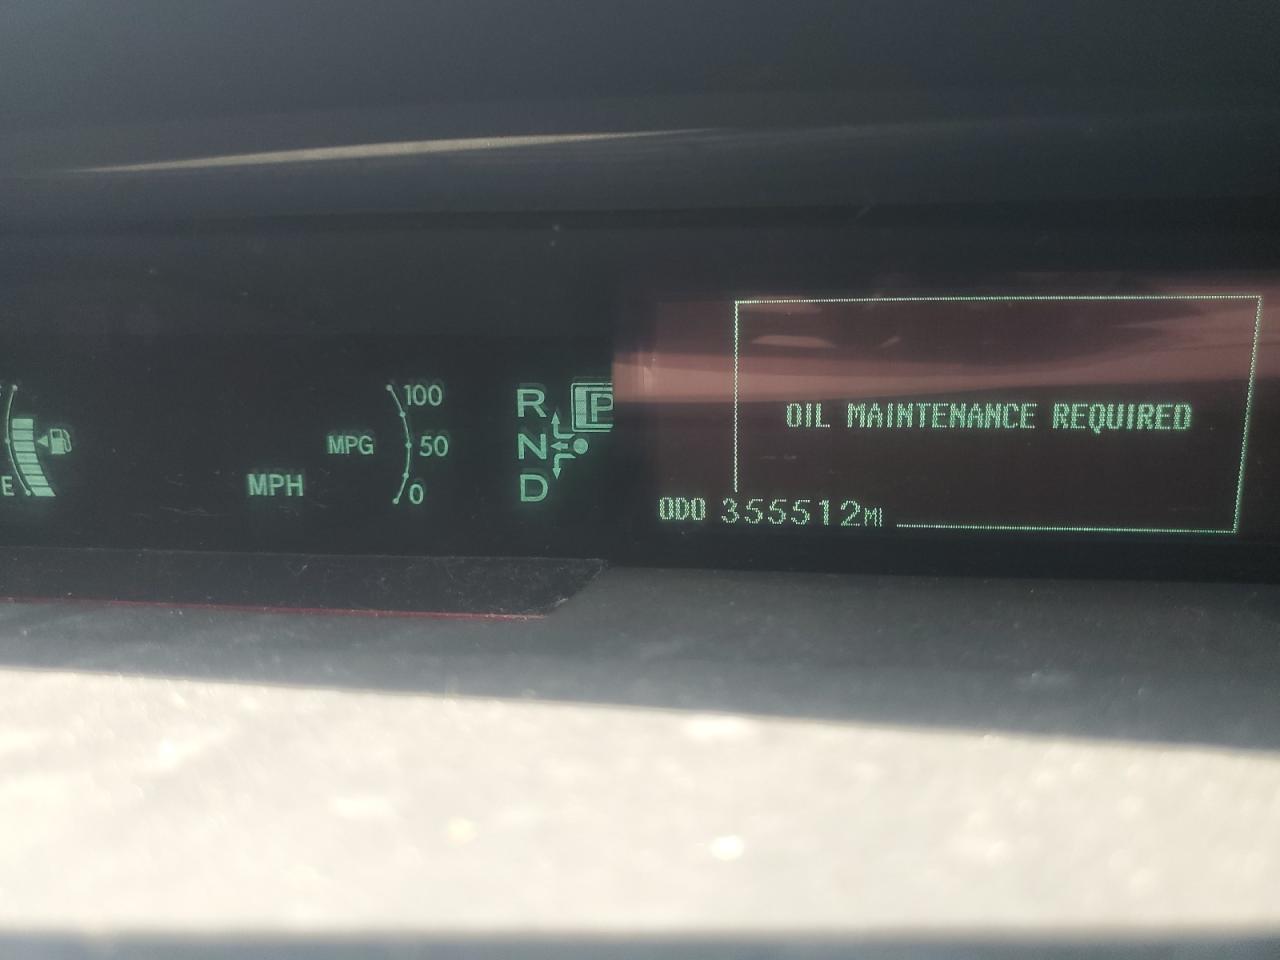 E
MPH
MPG
100
50
0
R
N
D
P
OIL MAINTENANCE REQUIRED
ODO 355512MI